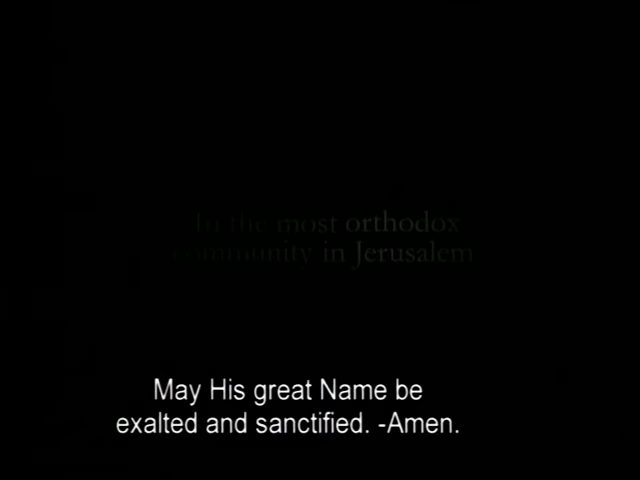 In the most orthodox
community in Jerusalem
May His great Name be
exalted and sanctified. -Amen.